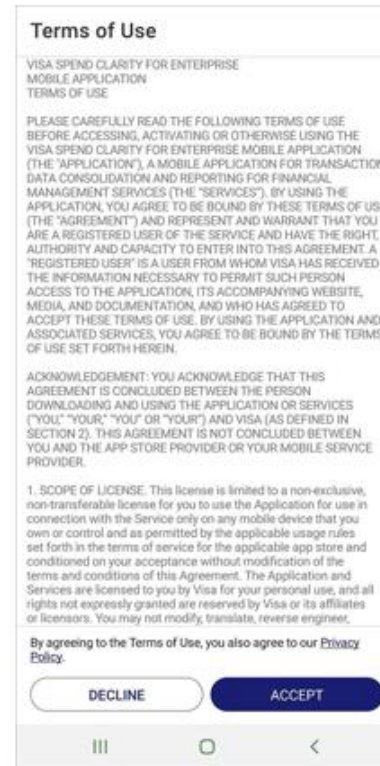 Terms of Use
VISA SPEND CLARITY FOR ENTERPRISE
MOBILE APPLICATION
TERMS OF USE
PLEASE CAREFULLY READ THE FOLLOWING TERMS OF USE
BEFORE ACCESSING, ACTIVATING OR OTHERWISE USING THE
VISA SPEND CLARITY FOR ENTERPRISE MOBILE APPLICATION
(THE "APPLICATION"), A MOBILE APPLICATION FOR TRANSACTION
DATA CONSOLIDATION AND REPORTING FOR FINANCIAL
MANAGEMENT SERVICES (THE "SERVICES"). BY USING THE
APPLICATION, YOU AGREE TO BE BOUND BY THESE TERMS OF US
(THE "AGREEMENT") AND REPRESENT AND WARRANT THAT YOU
ARE A REGISTERED USER OF THE SERVICE AND HAVE THE RIGHT,
AUTHORITY AND CAPACITY TO ENTER INTO THIS AGREEMENT. A
"REGISTERED USER" IS A USER FROM WHOM VISA HAS RECEIVED
THE INFORMATION NECESSARY TO PERMIT SUCH PERSON
ACCESS TO THE APPLICATION, ITS ACCOMPANYING WEBSITE,
MEDIA, AND DOCUMENTATION, AND WHO HAS AGREED TO
ACCEPT THESE TERMS OF USE. BY USING THE APPLICATION AND
ASSOCIATED SERVICES, YOU AGREE TO BE BOUND BY THE TERMS
OF USE SET FORTH HEREIN.
ACKNOWLEDGEMENT: YOU ACKNOWLEDGE THAT THIS
AGREEMENT IS CONCLUDED BETWEEN THE PERSON
DOWNLOADING AND USING THE APPLICATION OR SERVICES
("YOU," "YOUR," "YOU" OR "YOUR") AND VISA (AS DEFINED IN
SECTION 2). THIS AGREEMENT IS NOT CONCLUDED BETWEEN
YOU AND THE APP STORE PROVIDER OR YOUR MOBILE SERVICE
PROVIDER.
1. SCOPE OF LICENSE. This license is limited to a non-exclusive,
non-transferable license for you to use the Application for use in
connection with the Service only on any mobile device that you
own or control and as permitted by the applicable usage rules
set forth in the terms of service for the applicable app store and
conditioned on your acceptance without modification of the
terms and conditions of this Agreement. The Application and
Services are licensed to you by Visa for your personal use, and all
rights not expressly granted are reserved by Visa or its affiliates
or licensors. You may not modify, translate, reverse engineer,
By agreeing to the Terms of Use, you also agree to our Privacy
Policy.
DECLINE
ACCEPT